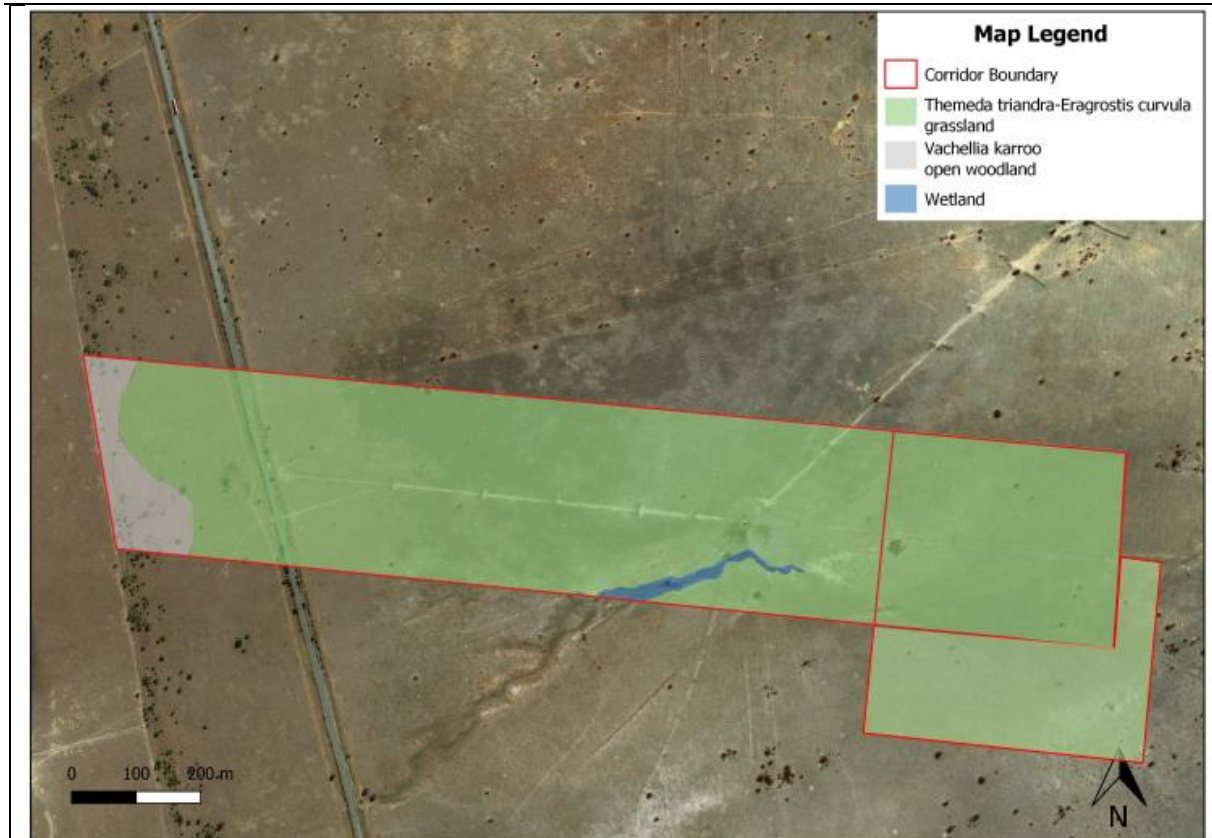 Map Legend
Corridor Boundary
Themeda triandra-Eragrostis curvula
grassland
Vachellia karroo
open woodland
Wetland
0 100 200 m
N